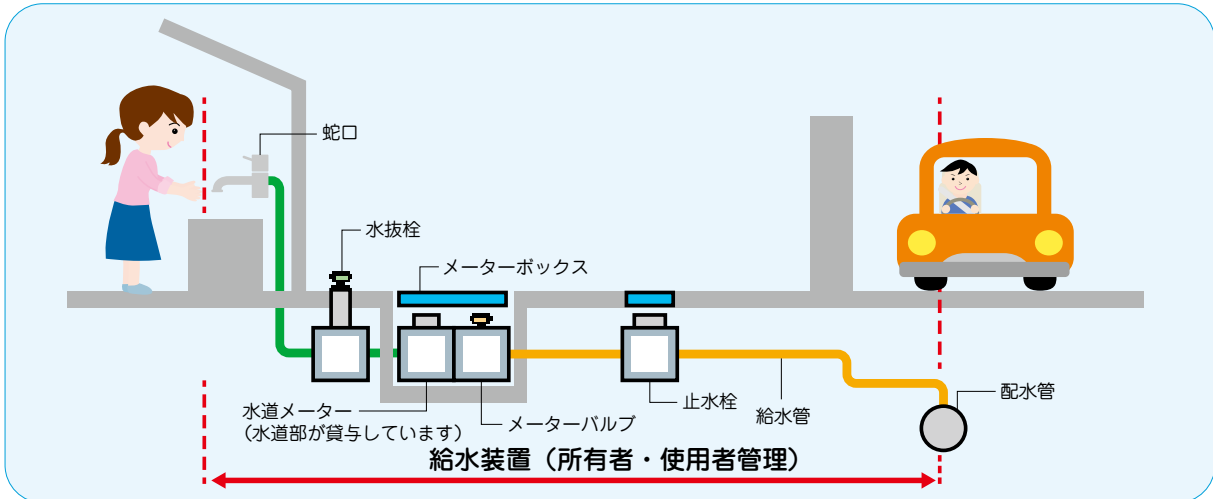 蛇口
水抜栓
メーターボックス
水道メーター
（水道部が貸与しています）
メーターバルブ
止水栓
給水管
配水管
給水装置（所有者・使用者管理）